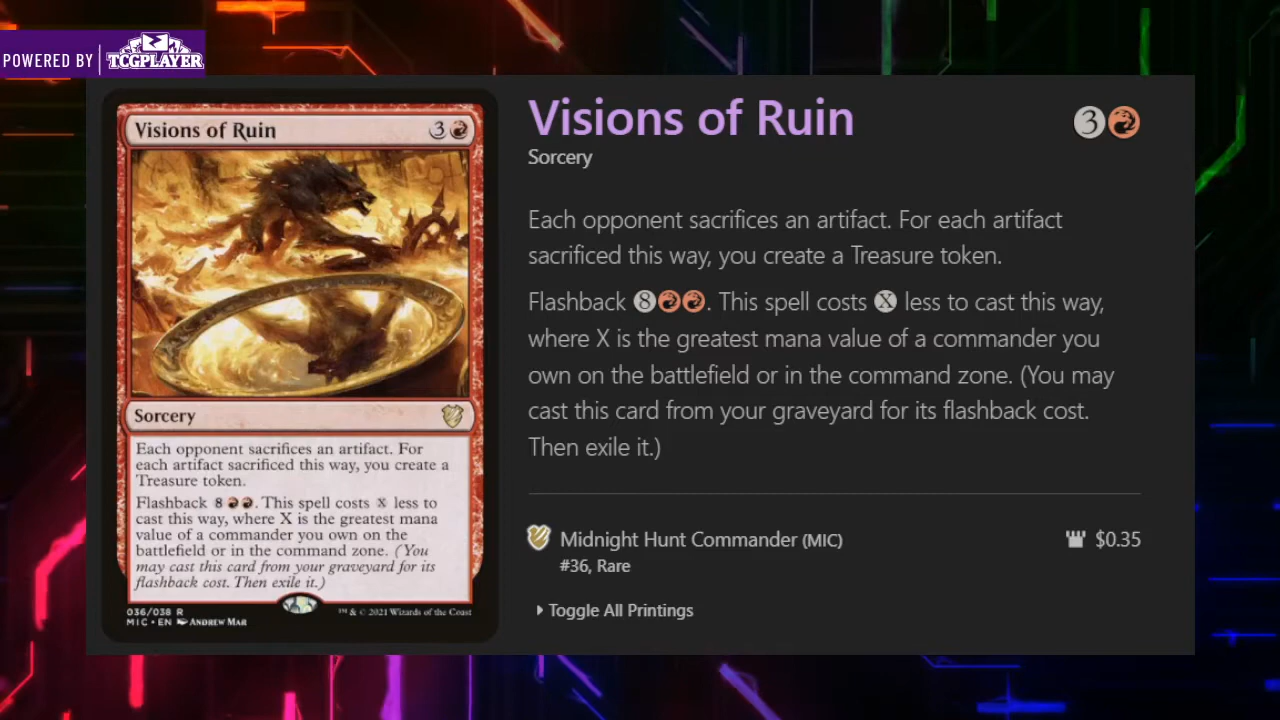 POWERED BY TCGPLAYER
Visions of Ruin 3
Sorcery
Each opponent sacrifices an artifact. For
each artifact sacrificed this way, you create a
Treasure token.
Flashback 8. This spell costs X less to
cast this way, where X is the greatest mana
value of a commander you own on the
battlefield or in the command zone. (You
may cast this card from your graveyard for its
flashback cost. Then exile it.)
036/038 R
MIC • EN ANDREW MAR
™ & © 2021 Wizards of the Coast
Visions of Ruin 3
Sorcery
Each opponent sacrifices an artifact. For each artifact
sacrificed this way, you create a Treasure token.
Flashback 8. This spell costs X less to cast this way,
where X is the greatest mana value of a commander you
own on the battlefield or in the command zone. (You may
cast this card from your graveyard for its flashback cost.
Then exile it.)
Midnight Hunt Commander (MIC) $0.35
#36, Rare
Toggle All Printings